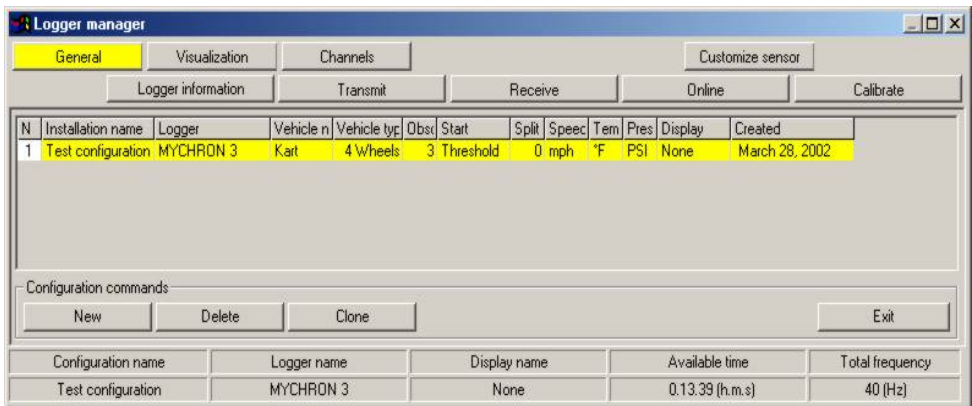 Logger manager
General Visualization Channels Customize sensor
Logger information Transmit Receive Online Calibrate
N Installation name Logger Vehicle n Vehicle typ Obsc Start Split Speec Tem Pres Display Created
1 Test configuration MYCHRON 3 Kart 4 Wheels 3 Threshold 0 mph °F PSI None March 28, 2002
Configuration commands
New Delete Clone Exit
Configuration name Logger name Display name Available time Total frequency
Test configuration MYCHRON 3 None 0.13.39 (h.m.s) 40 (Hz)